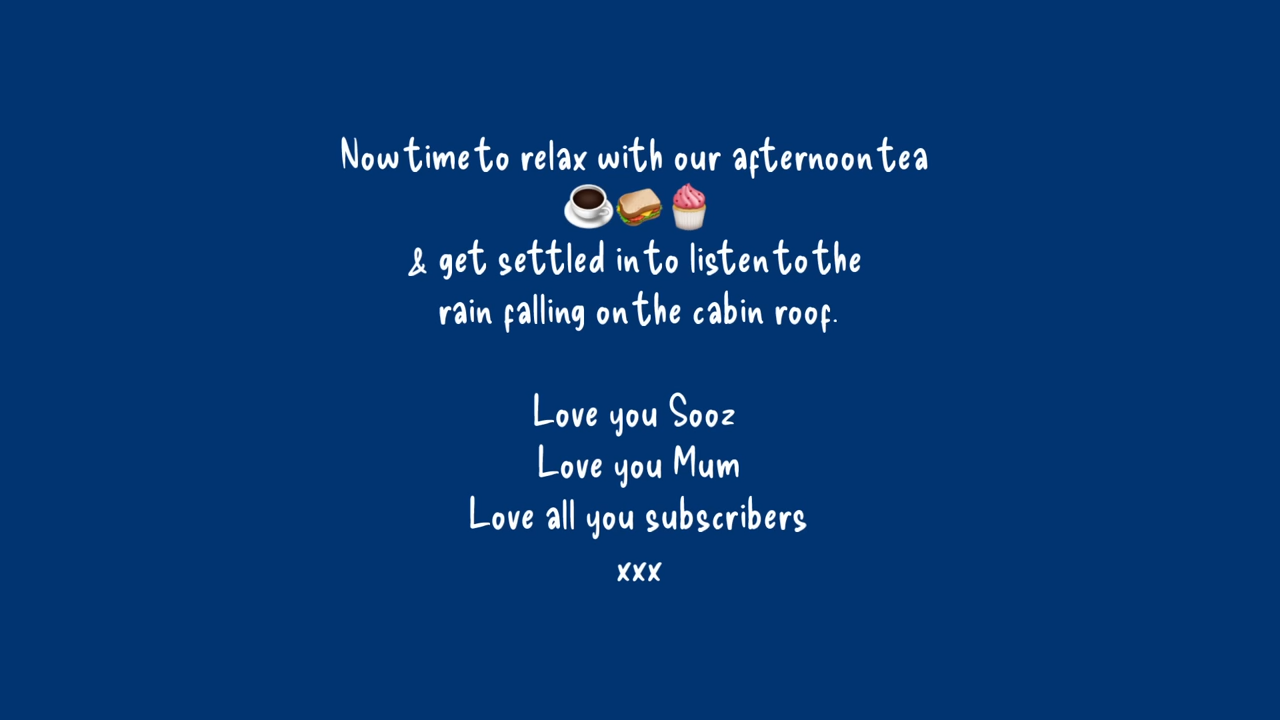 Now time to relax with our afternoon tea
☕🥪🧁
& get settled in to listen to the
rain falling on the cabin roof.
Love you Sooz
Love you Mum
Love all you subscribers
xxx